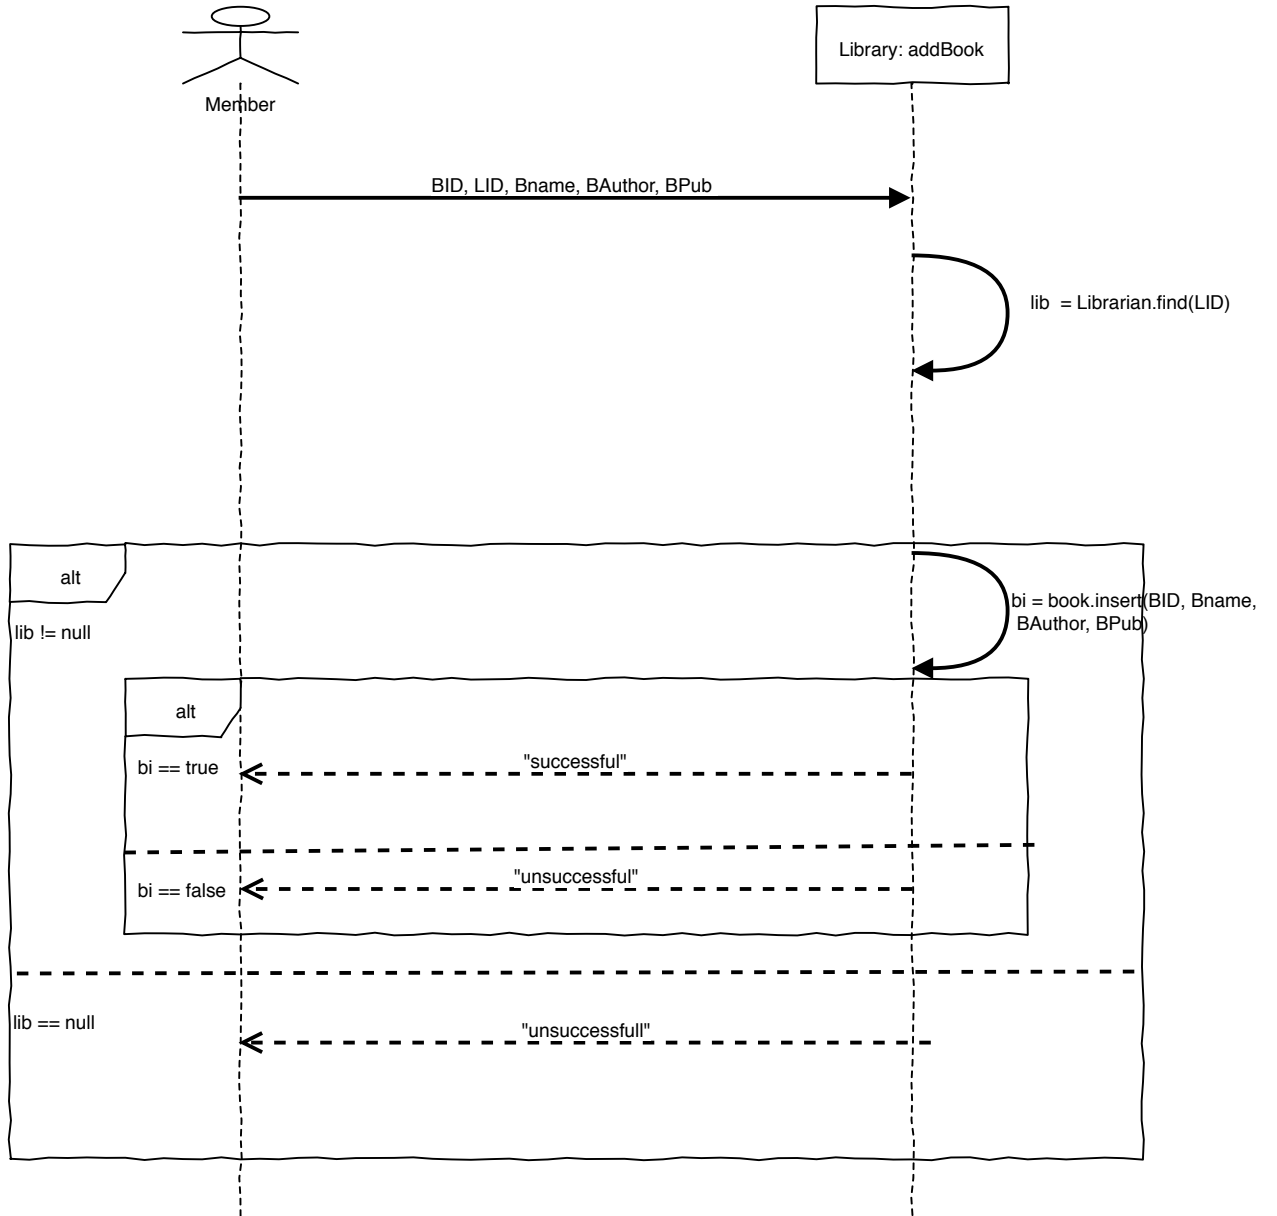 Member
Library: addBook
BID, LID, Bname, BAuthor, BPub
lib  = Librarian.find(LID)
alt
lib != null
bi = book.insert(BID, Bname,
BAuthor, BPub)
alt
bi == true
"successful"
bi == false
"unsuccessful"
lib == null
"unsuccessfull"